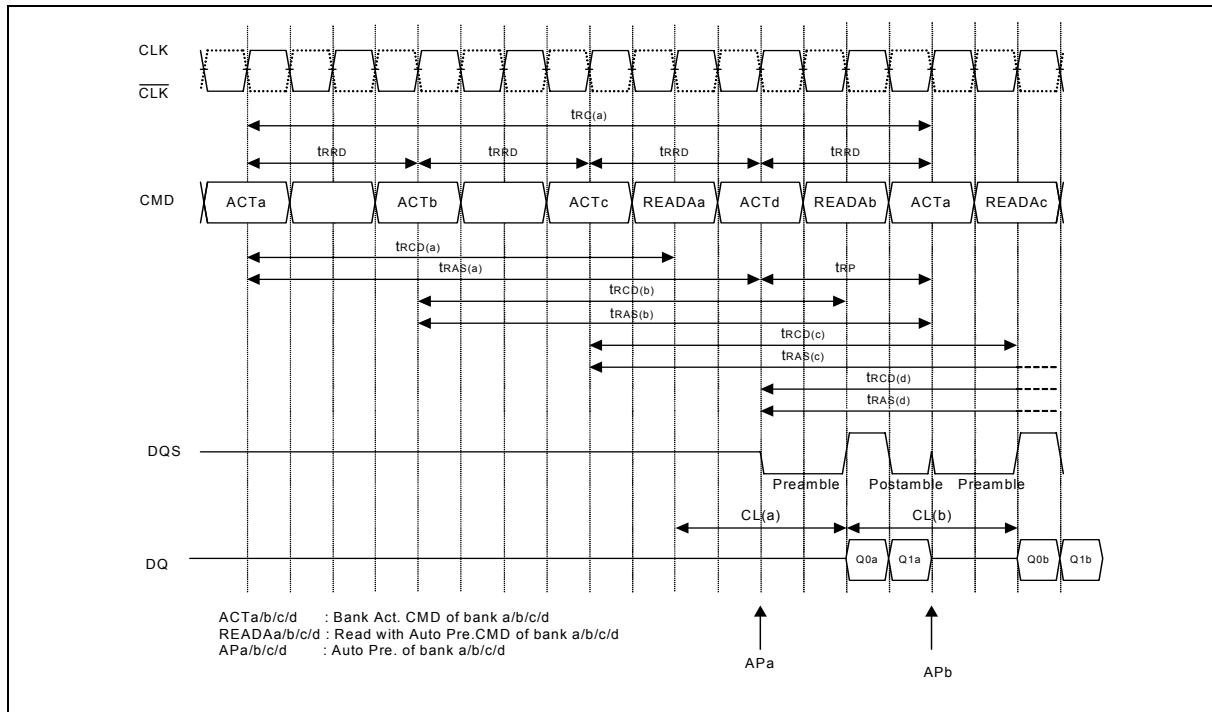 CLK
CLK
tRC(a)
tRRD tRRD tRRD tRRD
CMD ACTa ACTb ACTc READAa ACTd READAb ACTa READAc
tRCD(a)
tRAS(a) tRP
tRCD(b)
tRAS(b)
tRCD(c)
tRAS(c)
tRCD(d)
tRAS(d)
DQS
Preamble Postamble Preamble
CL(a) CL(b)
DQ Q0a Q1a Q0b Q1b
ACTa/b/c/d : Bank Act. CMD of bank a/b/c/d
READAa/b/c/d : Read with Auto Pre.CMD of bank a/b/c/d
APa/b/c/d : Auto Pre. of bank a/b/c/d
APa APb